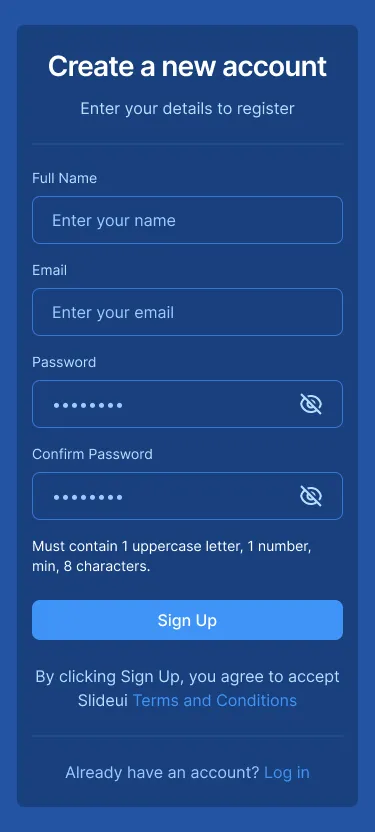 Create a new account
Enter your details to register
Full Name
Enter your name
Email
Enter your email
Password
••••••••
Confirm Password
••••••••
Must contain 1 uppercase letter, 1 number,
min, 8 characters.
Sign Up
By clicking Sign Up, you agree to accept
Slideui Terms and Conditions
Already have an account? Log in